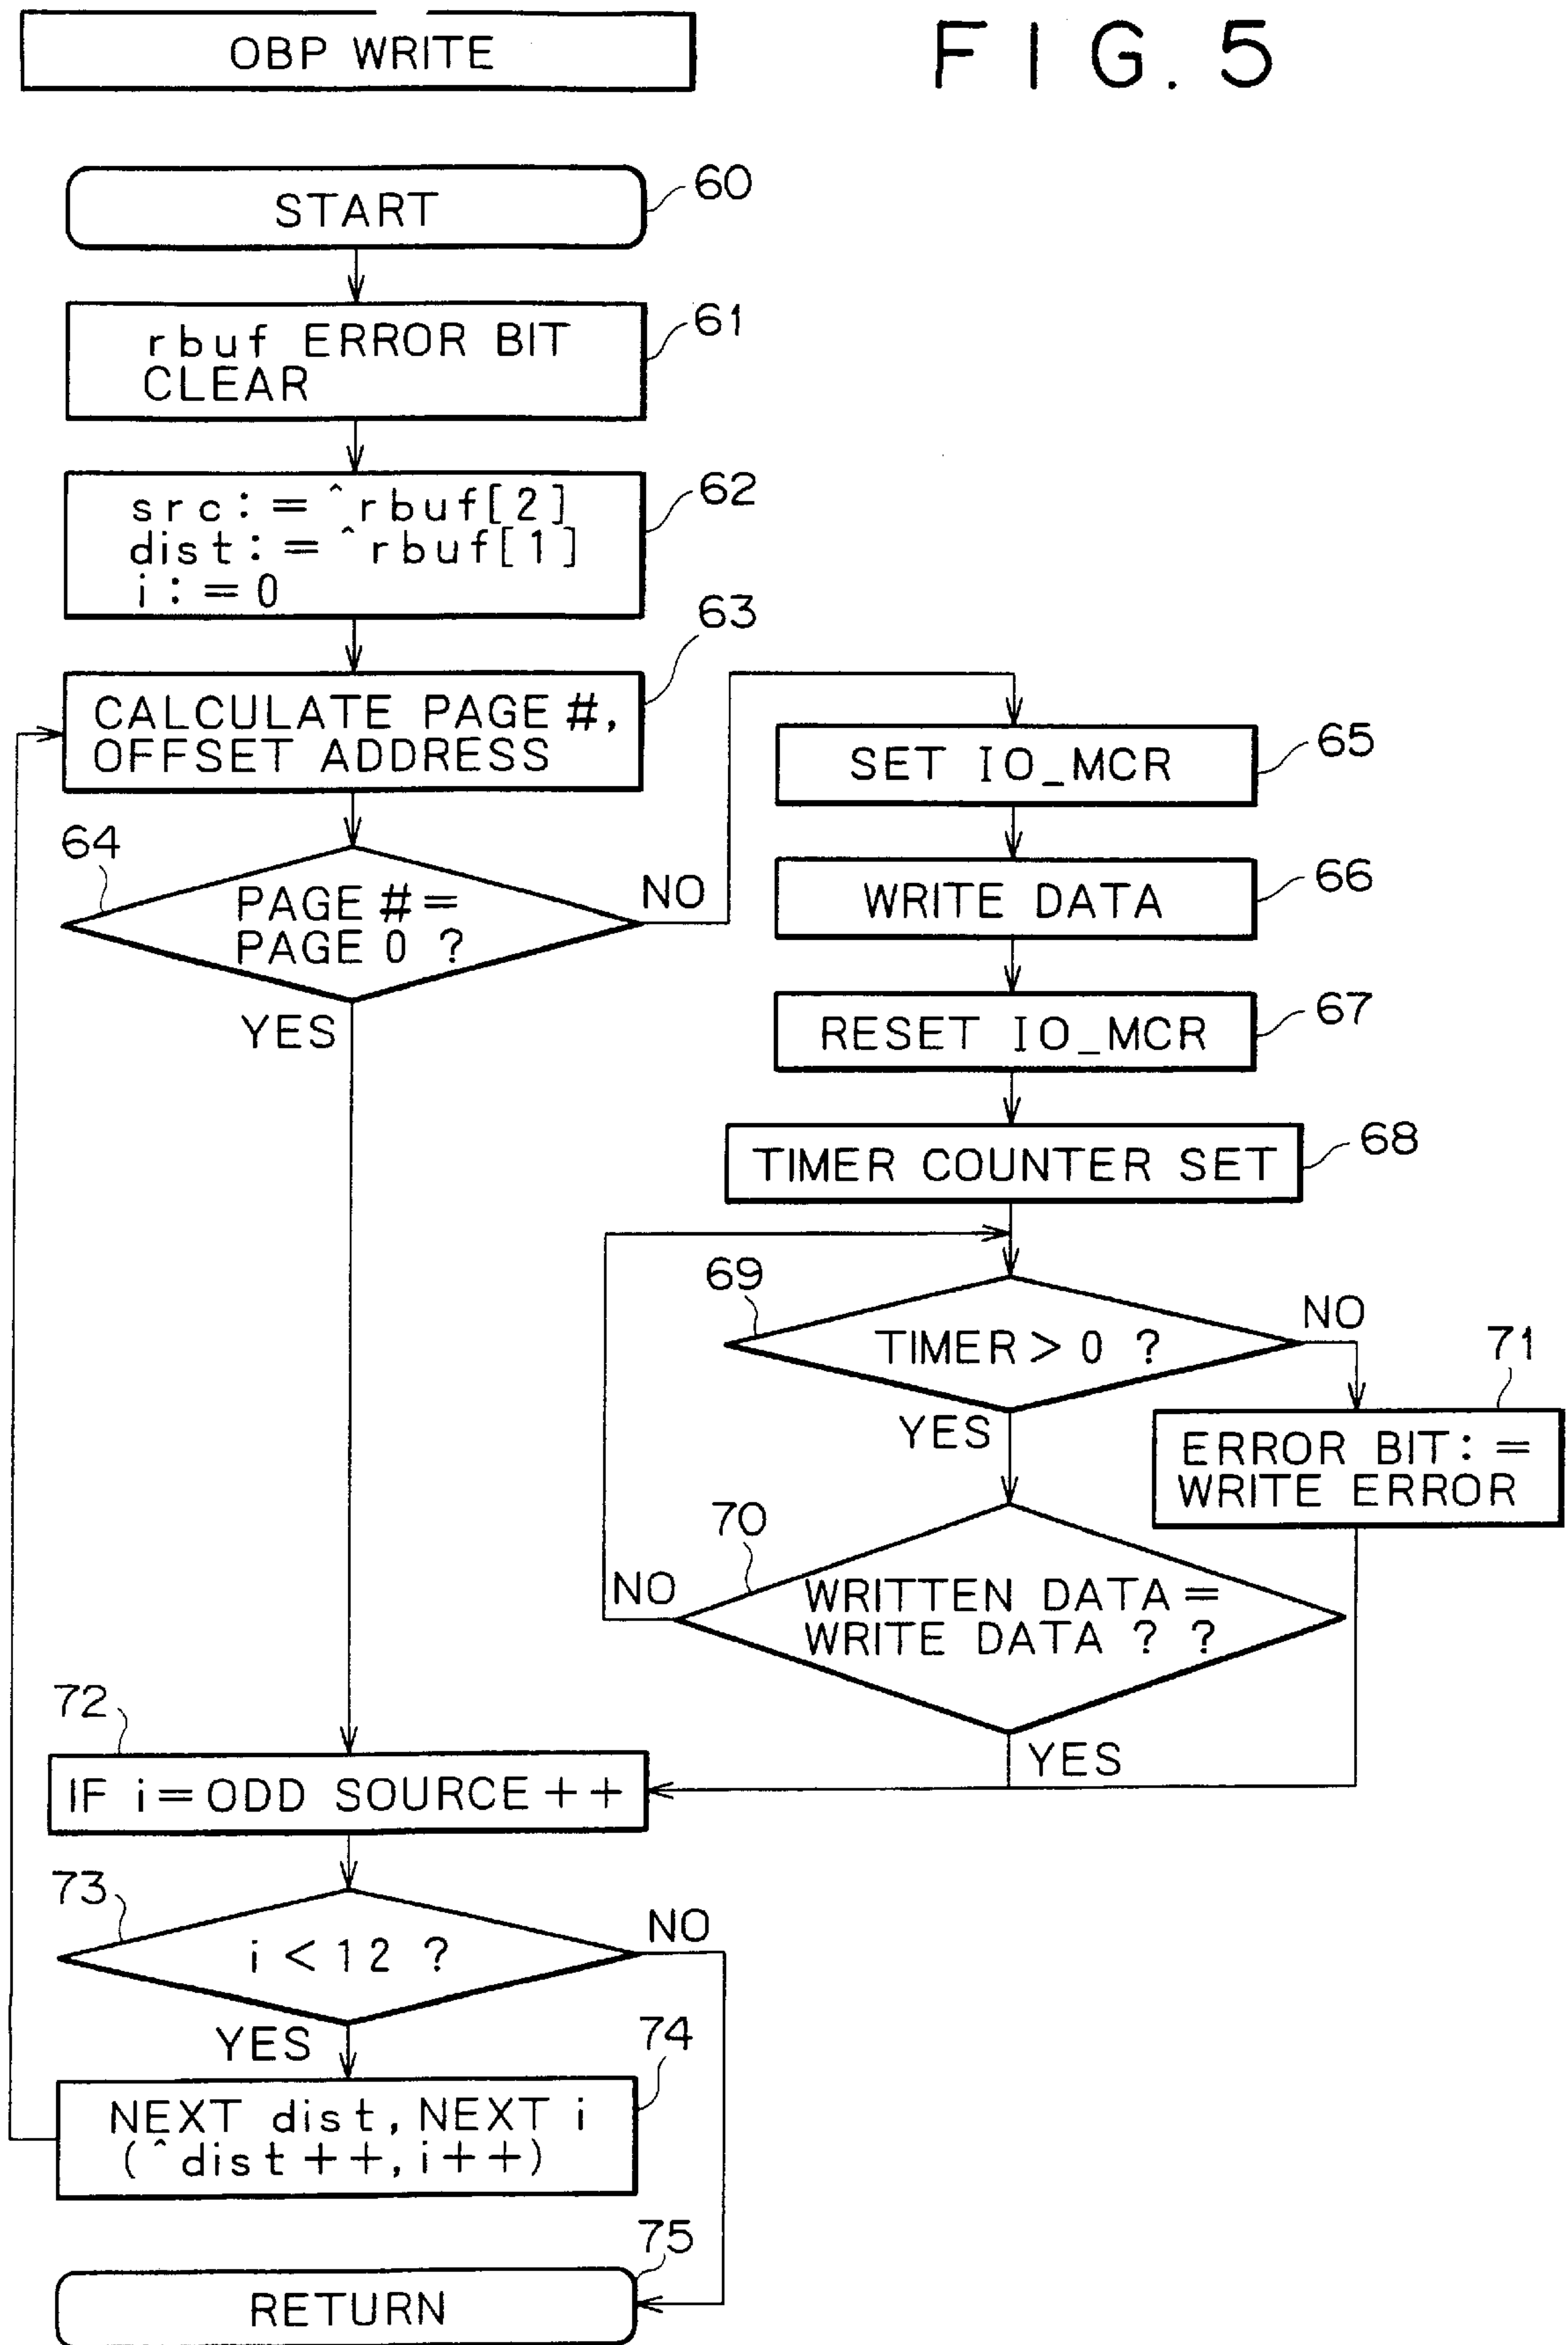 OBP WRITE
FIG. 5
START
60
rbuf ERROR BIT
CLEAR
61
src:=^rbuf[2]
dist:=^rbuf[1]
i:=0
62
63
CALCULATE PAGE #,
OFFSET ADDRESS
64
PAGE #=
PAGE 0 ?
NO
YES
SET IO_MCR
65
WRITE DATA
66
RESET IO_MCR
67
TIMER COUNTER SET
68
69
TIMER > 0 ?
NO
YES
71
ERROR BIT:=
WRITE ERROR
70
WRITTEN DATA =
WRITE DATA ? ?
NO
YES
72
IF i=ODD SOURCE ++
73
i < 12 ?
NO
YES
74
NEXT dist, NEXT i
(^dist++, i++)
75
RETURN